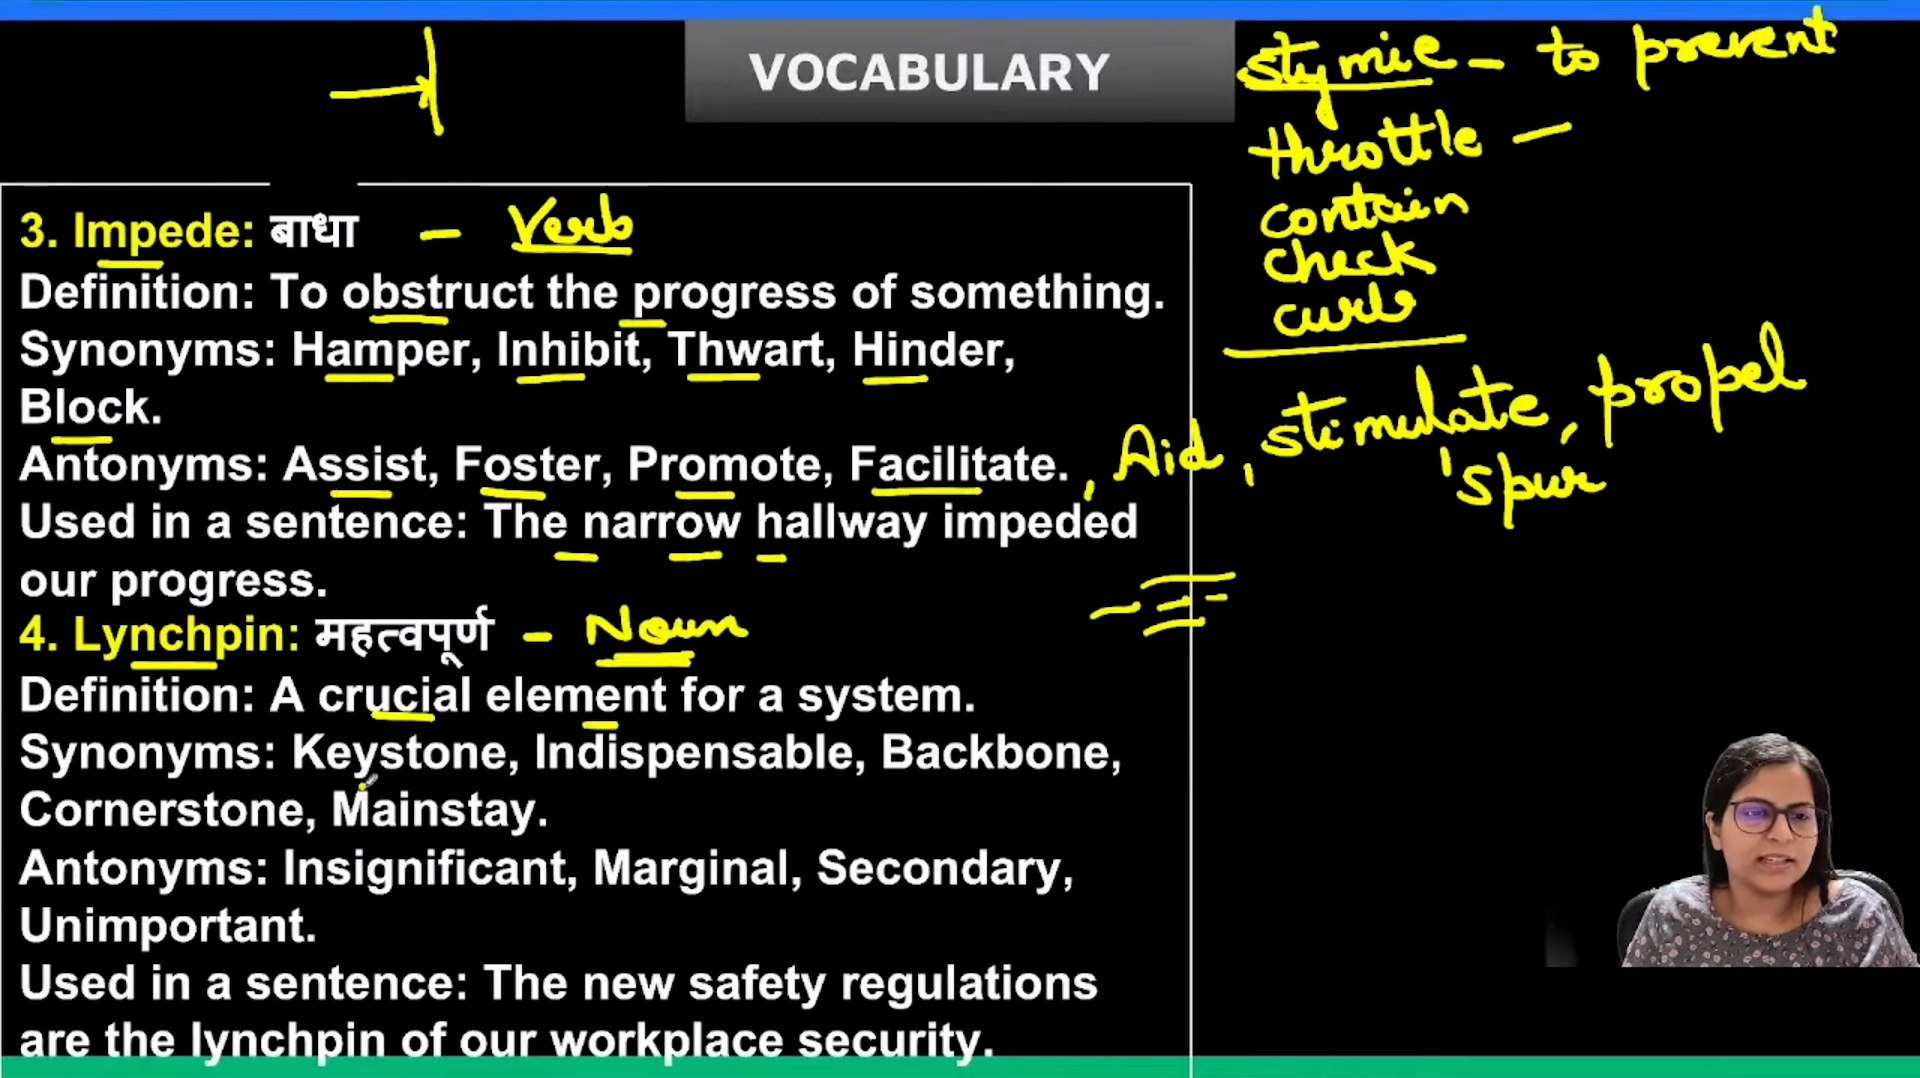 VOCABULARY
stymie - to prevent
throttle -
contain
check
curb
3. Impede: बाधा - Verb
Definition: To obstruct the progress of something.
Synonyms: Hamper, Inhibit, Thwart, Hinder,
Block.
Antonyms: Assist, Foster, Promote, Facilitate. , Aid, stimulate, propel
'spur
Used in a sentence: The narrow hallway impeded
our progress.
4. Lynchpin: महत्वपूर्ण - Noun
Definition: A crucial element for a system.
Synonyms: Keystone, Indispensable, Backbone,
Cornerstone, Mainstay.
Antonyms: Insignificant, Marginal, Secondary,
Unimportant.
Used in a sentence: The new safety regulations
are the lynchpin of our workplace security.